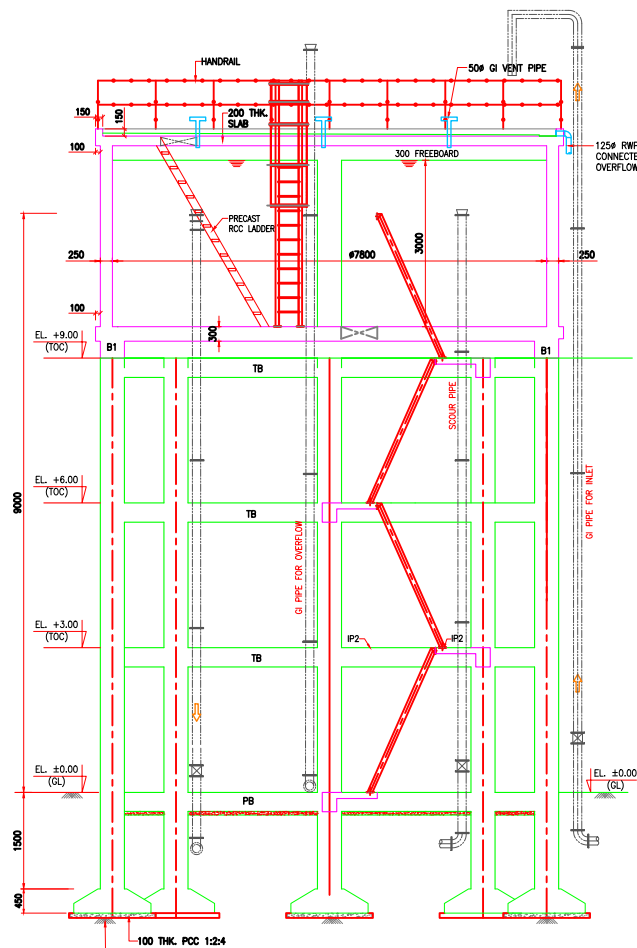 HANDRAIL
50ø GI VENT PIPE
150
150
200 THK.
SLAB
100
300 FREEBOARD
125ø RWP
CONNECTE
OVERFLOW
PRECAST
RCC LADDER
3000
250
ø7800
250
100
300
EL. +9.00
(TOC)
B1
B1
TB
SCOUR PIPE
EL. +6.00
(TOC)
9000
TB
GI PIPE FOR OVERFLOW
GI PIPE FOR INLET
EL. +3.00
(TOC)
IP2
IP2
TB
EL. ±0.00
(GL)
EL. ±0.00
(GL)
PB
1500
450
100 THK. PCC 1:2:4